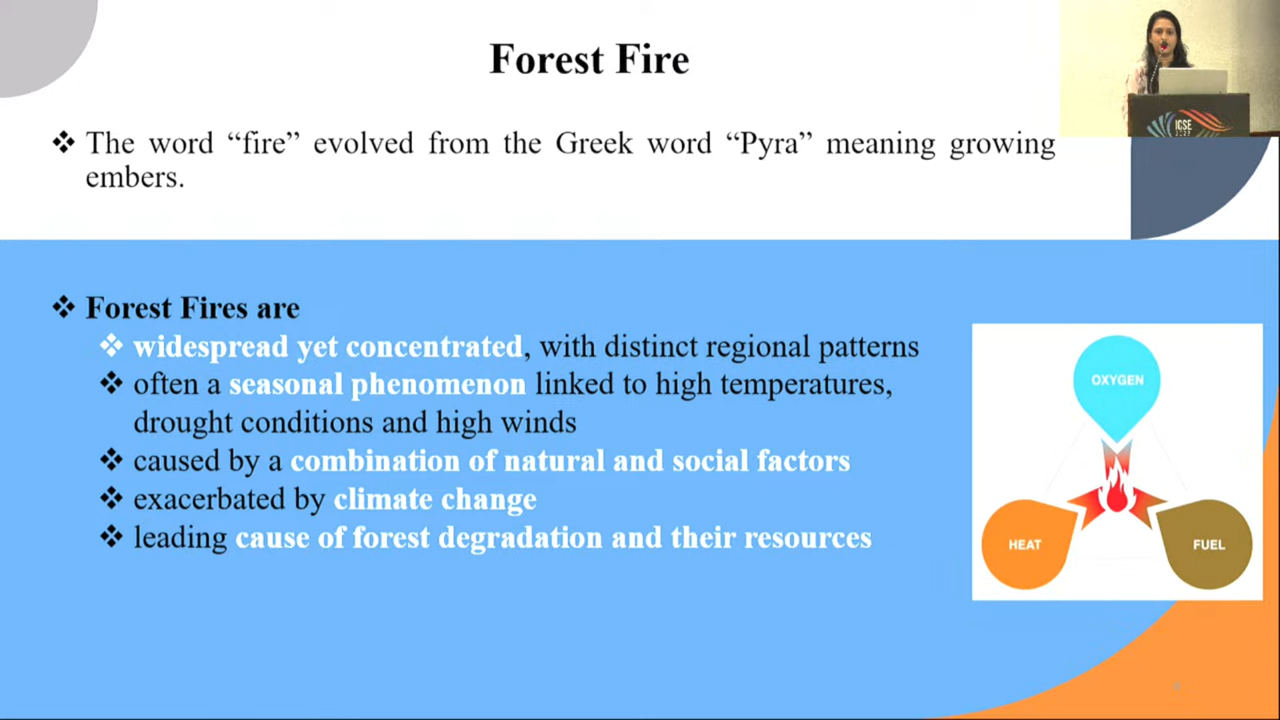 Forest Fire
❖ The word “fire” evolved from the Greek word “Pyra” meaning growing
embers.
❖ Forest Fires are
❖ widespread yet concentrated, with distinct regional patterns
❖ often a seasonal phenomenon linked to high temperatures,
drought conditions and high winds
❖ caused by a combination of natural and social factors
❖ exacerbated by climate change
❖ leading cause of forest degradation and their resources
OXYGEN
HEAT
FUEL
ICSE